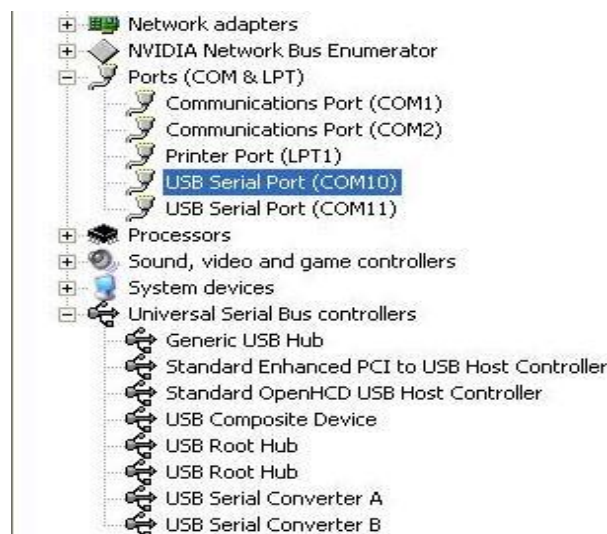 Network adapters
NVIDIA Network Bus Enumerator
Ports (COM & LPT)
Communications Port (COM1)
Communications Port (COM2)
Printer Port (LPT1)
USB Serial Port (COM10)
USB Serial Port (COM11)
Processors
Sound, video and game controllers
System devices
Universal Serial Bus controllers
Generic USB Hub
Standard Enhanced PCI to USB Host Controller
Standard OpenHCD USB Host Controller
USB Composite Device
USB Root Hub
USB Root Hub
USB Serial Converter A
USB Serial Converter B